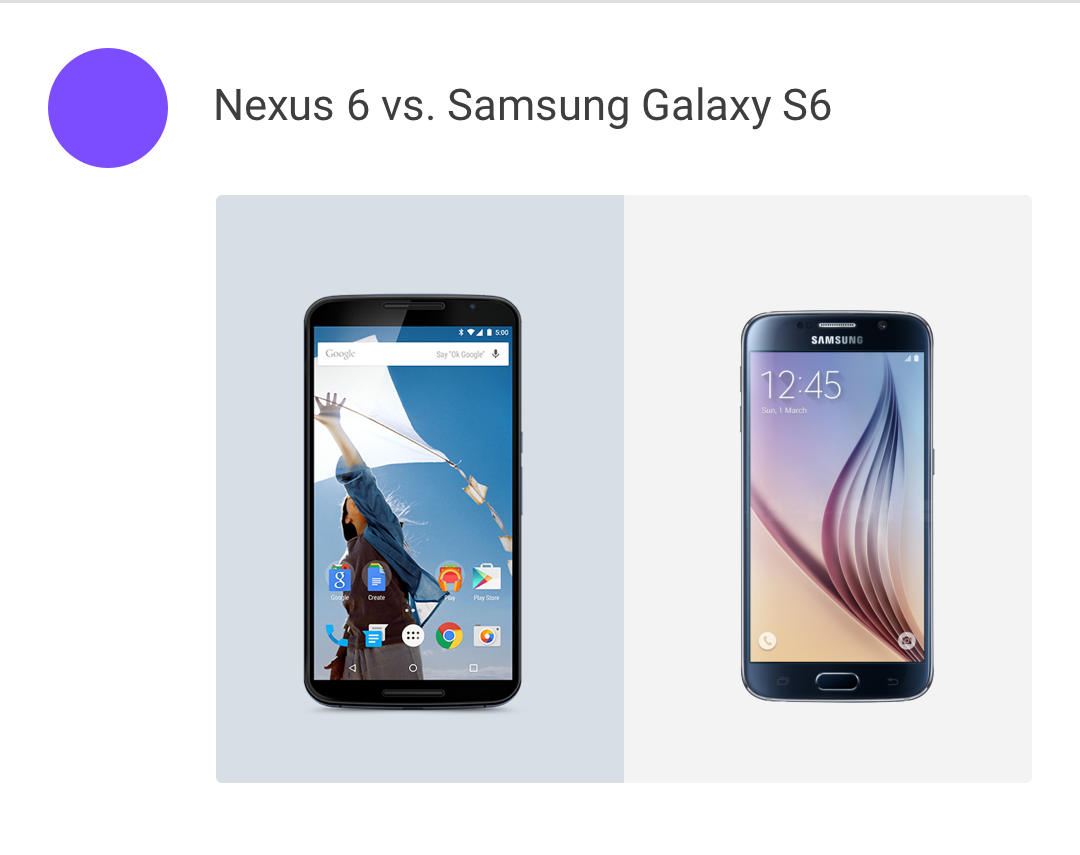 Nexus 6 vs. Samsung Galaxy S6
5:00
Google Say "Ok Google"
Google Create Play Play Store
SAMSUNG
12:45
Sun, 1 March